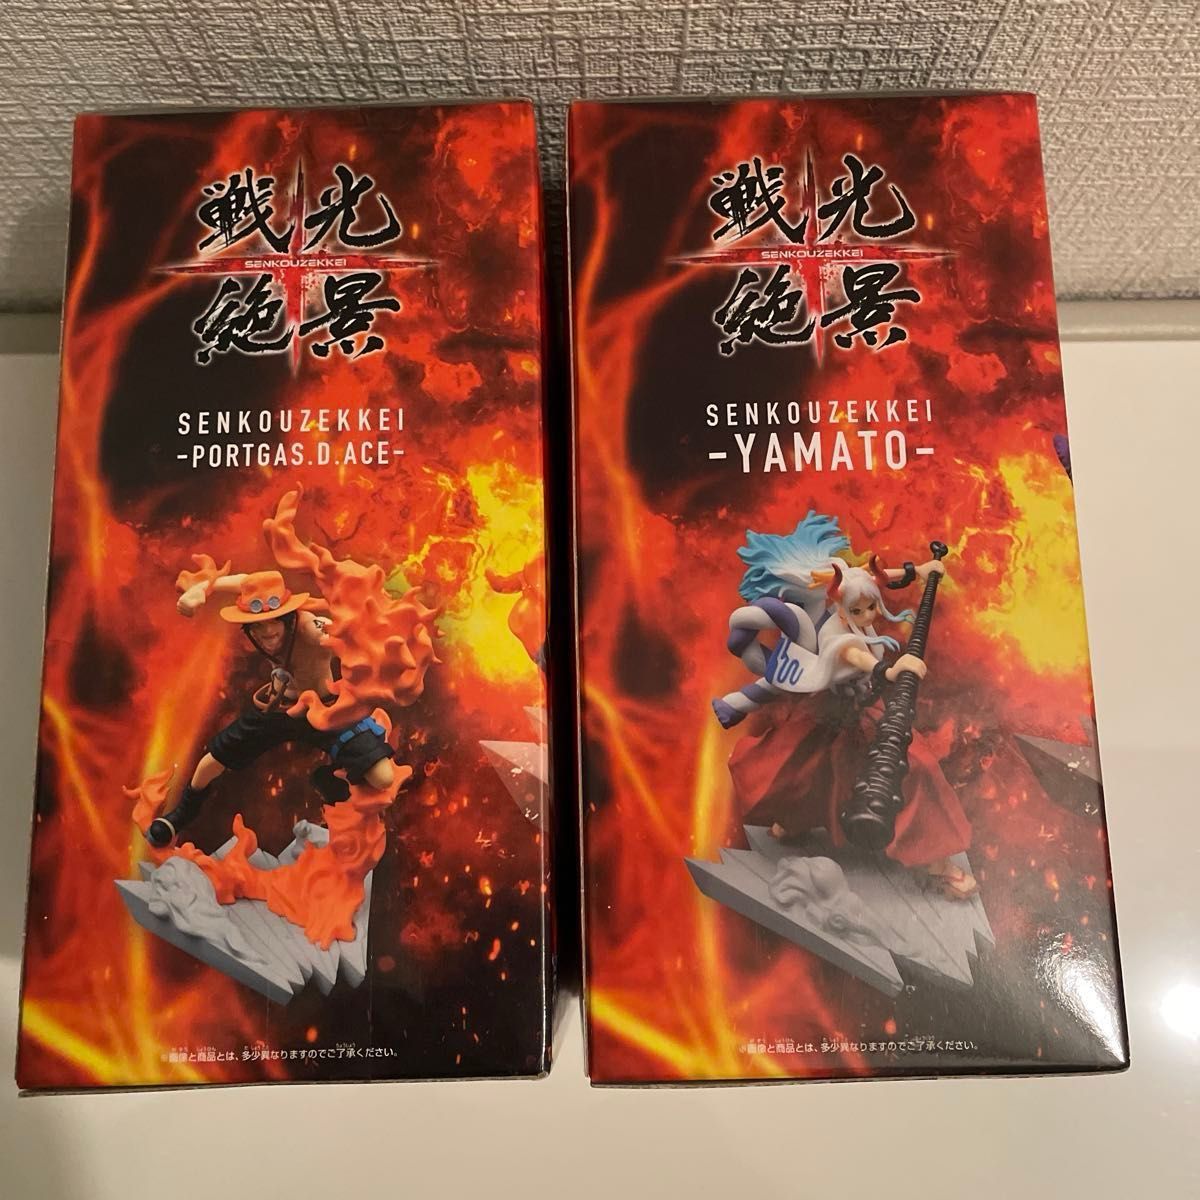 戦光
SENKOUZEKKEI
絶景
SENKOUZEKKEI
-PORTGAS.D.ACE-
※画像と商品とは、多少異なりますのでご了承ください。
戦光
SENKOUZEKKEI
絶景
SENKOUZEKKEI
-YAMATO-
※画像と商品とは、多少異なりますのでご了承ください。